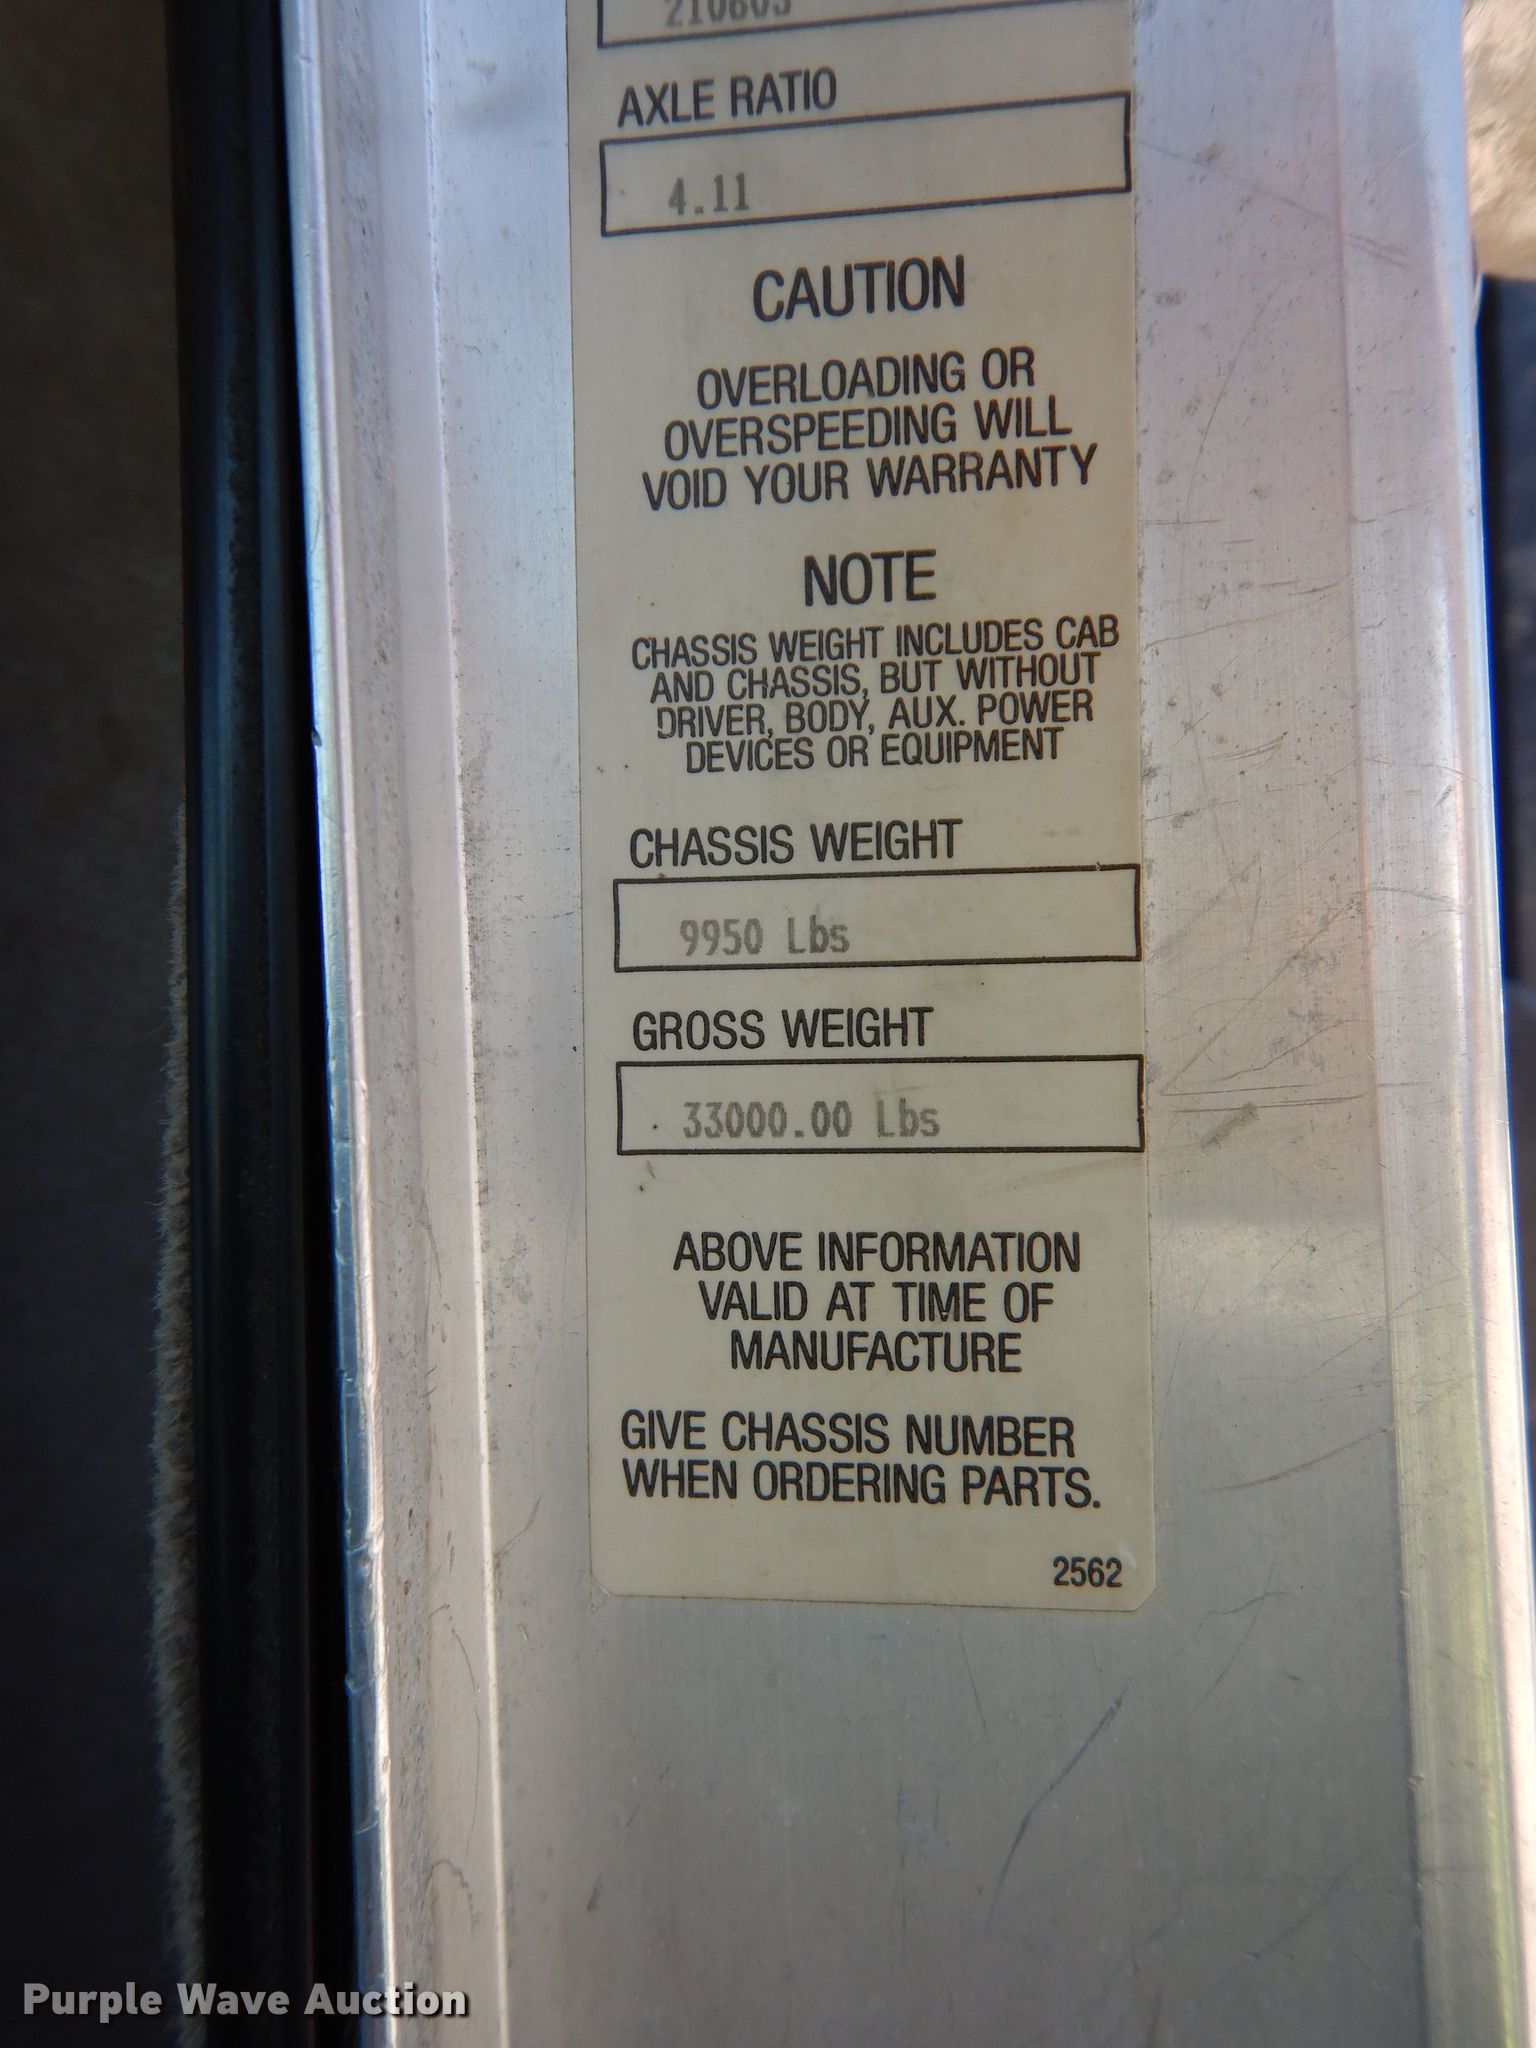 AXLE RATIO
4.11
CAUTION
OVERLOADING OR
OVERSPEEDING WILL
VOID YOUR WARRANTY
NOTE
CHASSIS WEIGHT INCLUDES CAB
AND CHASSIS, BUT WITHOUT
DRIVER, BODY, AUX. POWER
DEVICES OR EQUIPMENT
CHASSIS WEIGHT
9950 Lbs
GROSS WEIGHT
33000.00 Lbs
ABOVE INFORMATION
VALID AT TIME OF
MANUFACTURE
GIVE CHASSIS NUMBER
WHEN ORDERING PARTS.
2562
Purple Wave Auction